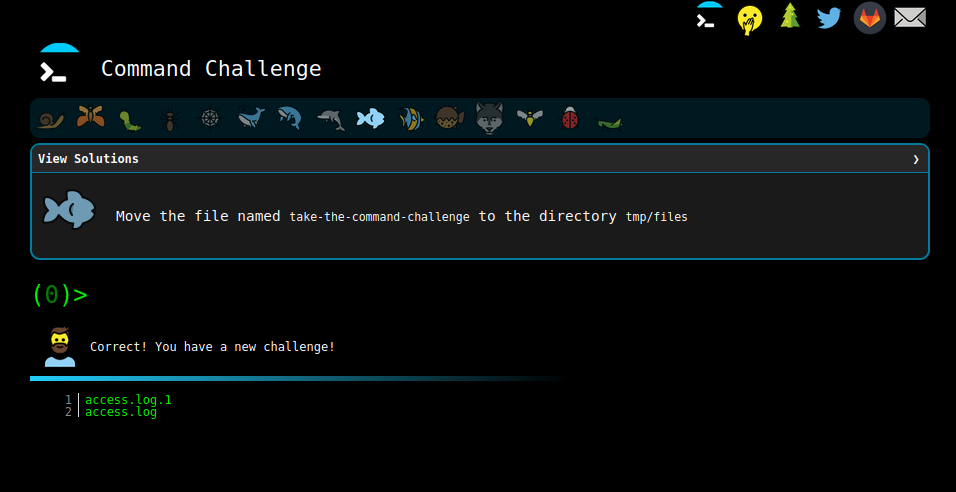 Command Challenge
View Solutions ❯
Move the file named take-the-command-challenge to the directory tmp/files
(0)>
Correct! You have a new challenge!
1 access.log.1
2 access.log